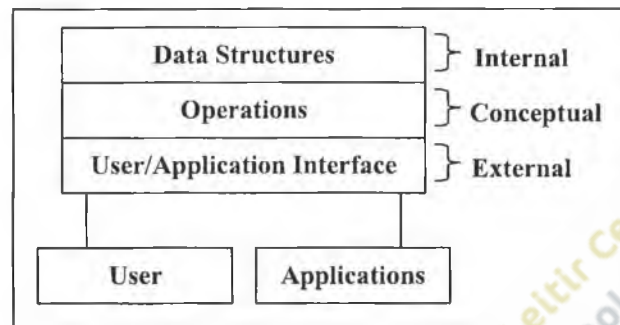 Data Structures
Internal
Operations
Conceptual
User/Application Interface
External
User
Applications